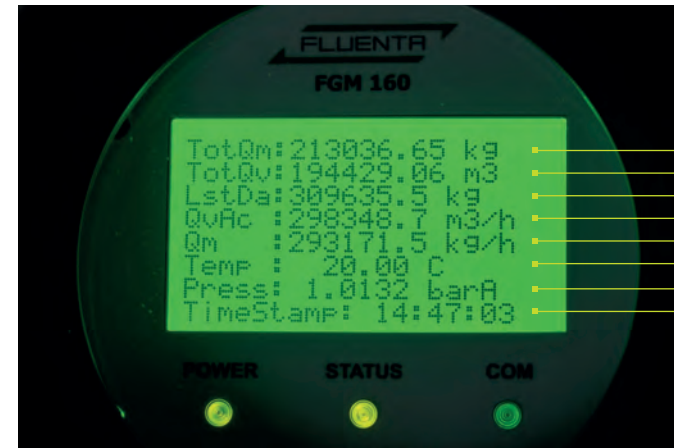 FLUENTA
FGM 160
TotQm:213036.65 kg
TotQv:194429.06 m3
LstDa:309635.5 kg
QvAc :298348.7 m3/h
Qm   :293171.5 kg/h
Temp :  20.00 C
Press: 1.0132 barA
TimeStamp: 14:47:03
POWER STATUS COM